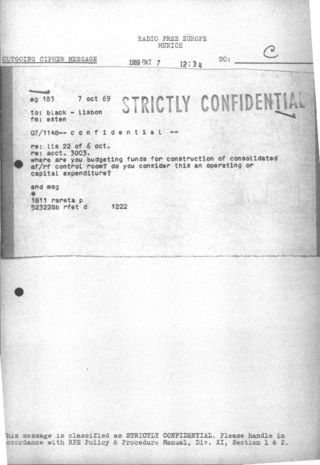 RADIO FREE EUROPE
MUNICH
OUTGOING CIPHER MESSAGE
1969 OKT 7 12:34
TO: C
STRICTLY CONFIDENTIAL
mg 183 7 oct 69
to: black - lisbon
fm: esten
07/1148-- c o n f i d e n t i a l --
re: lis 22 of 6 oct.
re: acct. 3003.
where are you budgeting funds for construction of consolidated
af/rf control room? do you consider this an operating or
capital expenditure?
end msg
1811 rareta p
523228b rfet d 1222
his message is classified as STRICTLY CONFIDENTIAL. Please handle in
ccordance with RFE Policy & Procedure Manual, Div. XI, Section 1 & 2.